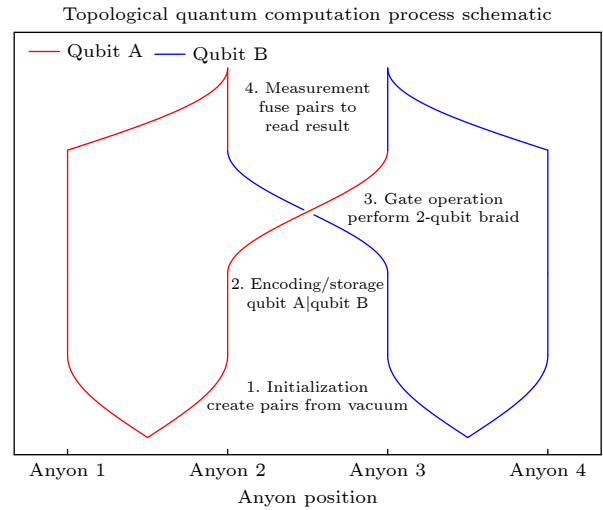 Topological quantum computation process schematic
Qubit A
Qubit B
4. Measurement
fuse pairs to
read result
3. Gate operation
perform 2-qubit braid
2. Encoding/storage
qubit A|qubit B
1. Initialization
create pairs from vacuum
Anyon 1
Anyon 2
Anyon 3
Anyon 4
Anyon position